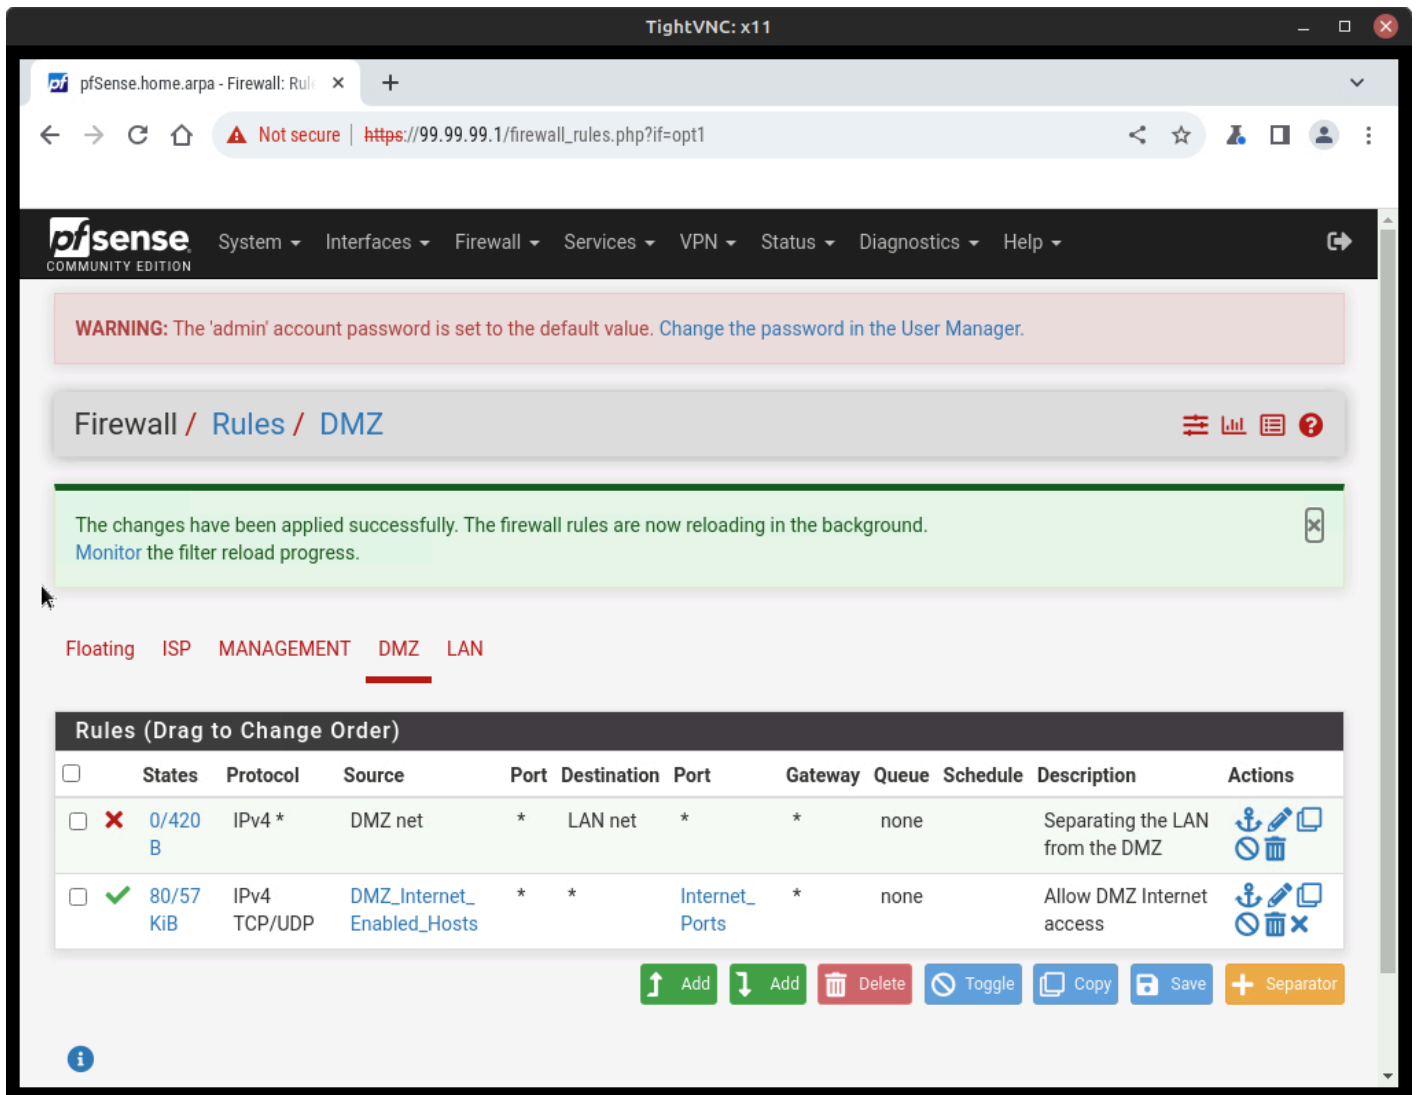 TightVNC: x11
pfSense.home.arpa - Firewall: Rul
Not secure | https://99.99.99.1/firewall_rules.php?if=opt1
pfsense
COMMUNITY EDITION
System Interfaces Firewall Services VPN Status Diagnostics Help
WARNING: The 'admin' account password is set to the default value. Change the password in the User Manager.
Firewall / Rules / DMZ
The changes have been applied successfully. The firewall rules are now reloading in the background.
Monitor the filter reload progress.
Floating ISP MANAGEMENT DMZ LAN
Rules (Drag to Change Order)
States Protocol Source Port Destination Port Gateway Queue Schedule Description Actions
0/420 IPv4 * DMZ net * LAN net * * none Separating the LAN
B from the DMZ
80/57 IPv4 DMZ_Internet_ * * Internet_ * none Allow DMZ Internet
KiB TCP/UDP Enabled_Hosts Ports access
Add Add Delete Toggle Copy Save Separator